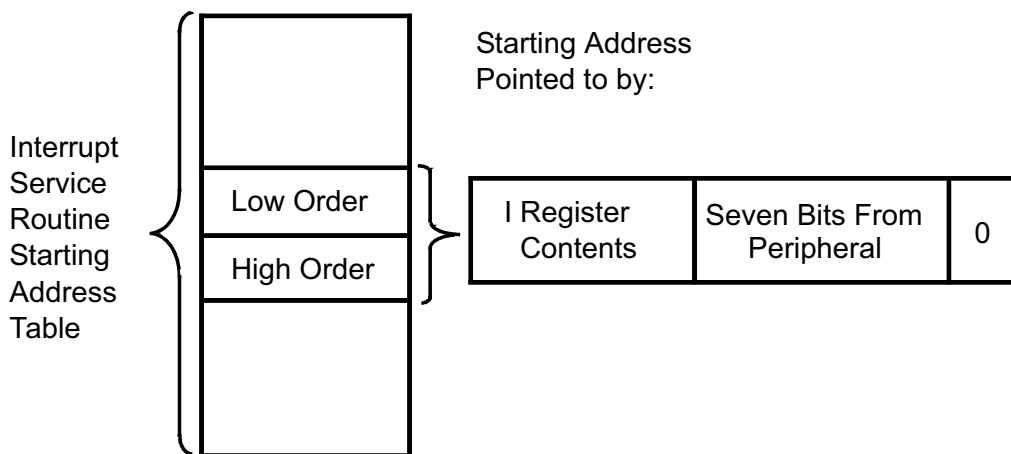 Starting Address
Pointed to by:
Interrupt
Service
Routine
Starting
Address
Table
Low Order
High Order
I Register
Contents
Seven Bits From
Peripheral
0